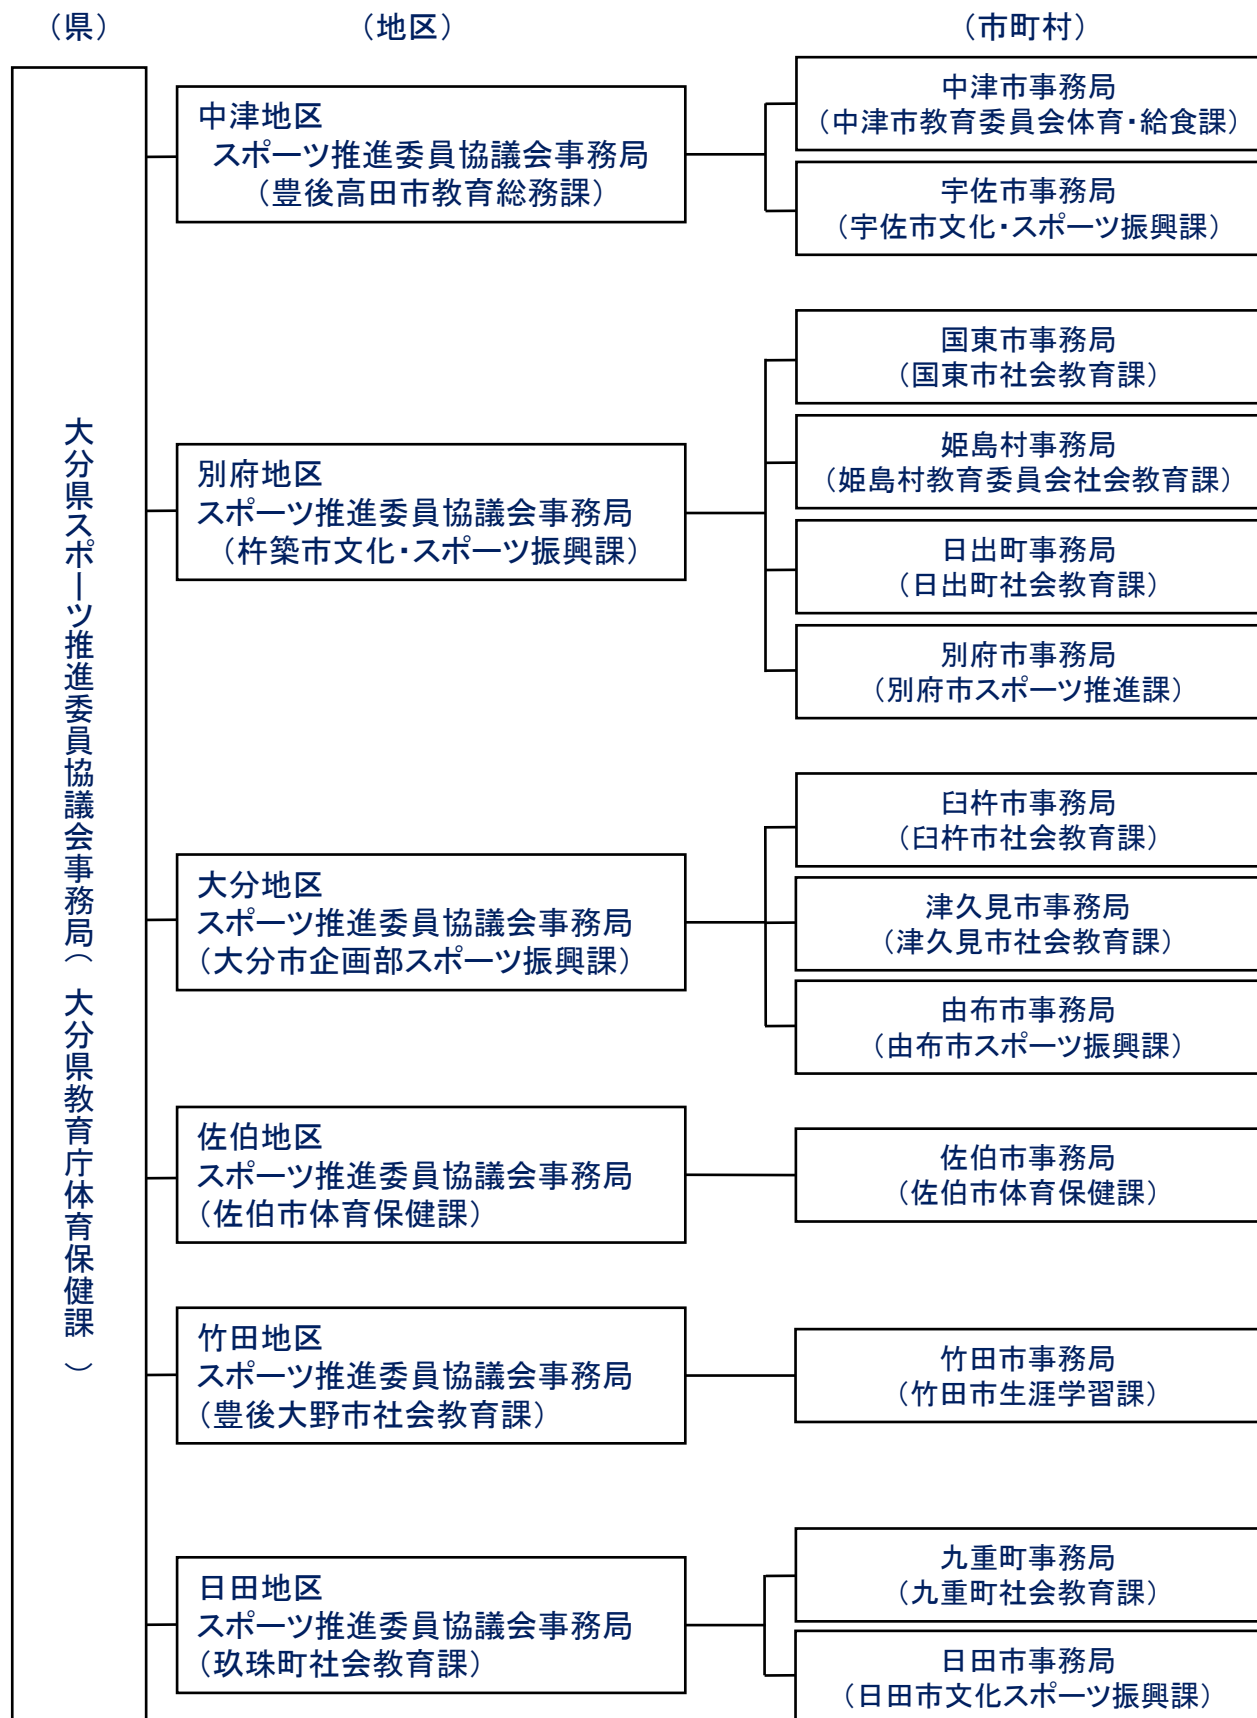 （県）
（地区）
（市町村）
大分県スポーツ推進委員協議会事務局（大分県教育庁体育保健課）
中津地区
スポーツ推進委員協議会事務局
（豊後高田市教育総務課）
中津市事務局
（中津市教育委員会体育・給食課）
宇佐市事務局
（宇佐市文化・スポーツ振興課）
別府地区
スポーツ推進委員協議会事務局
（杵築市文化・スポーツ振興課）
国東市事務局
（国東市社会教育課）
姫島村事務局
（姫島村教育委員会社会教育課）
日出町事務局
（日出町社会教育課）
別府市事務局
（別府市スポーツ推進課）
大分地区
スポーツ推進委員協議会事務局
（大分市企画部スポーツ振興課）
臼杵市事務局
（臼杵市社会教育課）
津久見市事務局
（津久見市社会教育課）
由布市事務局
（由布市スポーツ振興課）
佐伯地区
スポーツ推進委員協議会事務局
（佐伯市体育保健課）
佐伯市事務局
（佐伯市体育保健課）
竹田地区
スポーツ推進委員協議会事務局
（豊後大野市社会教育課）
竹田市事務局
（竹田市生涯学習課）
日田地区
スポーツ推進委員協議会事務局
（玖珠町社会教育課）
九重町事務局
（九重町社会教育課）
日田市事務局
（日田市文化スポーツ振興課）